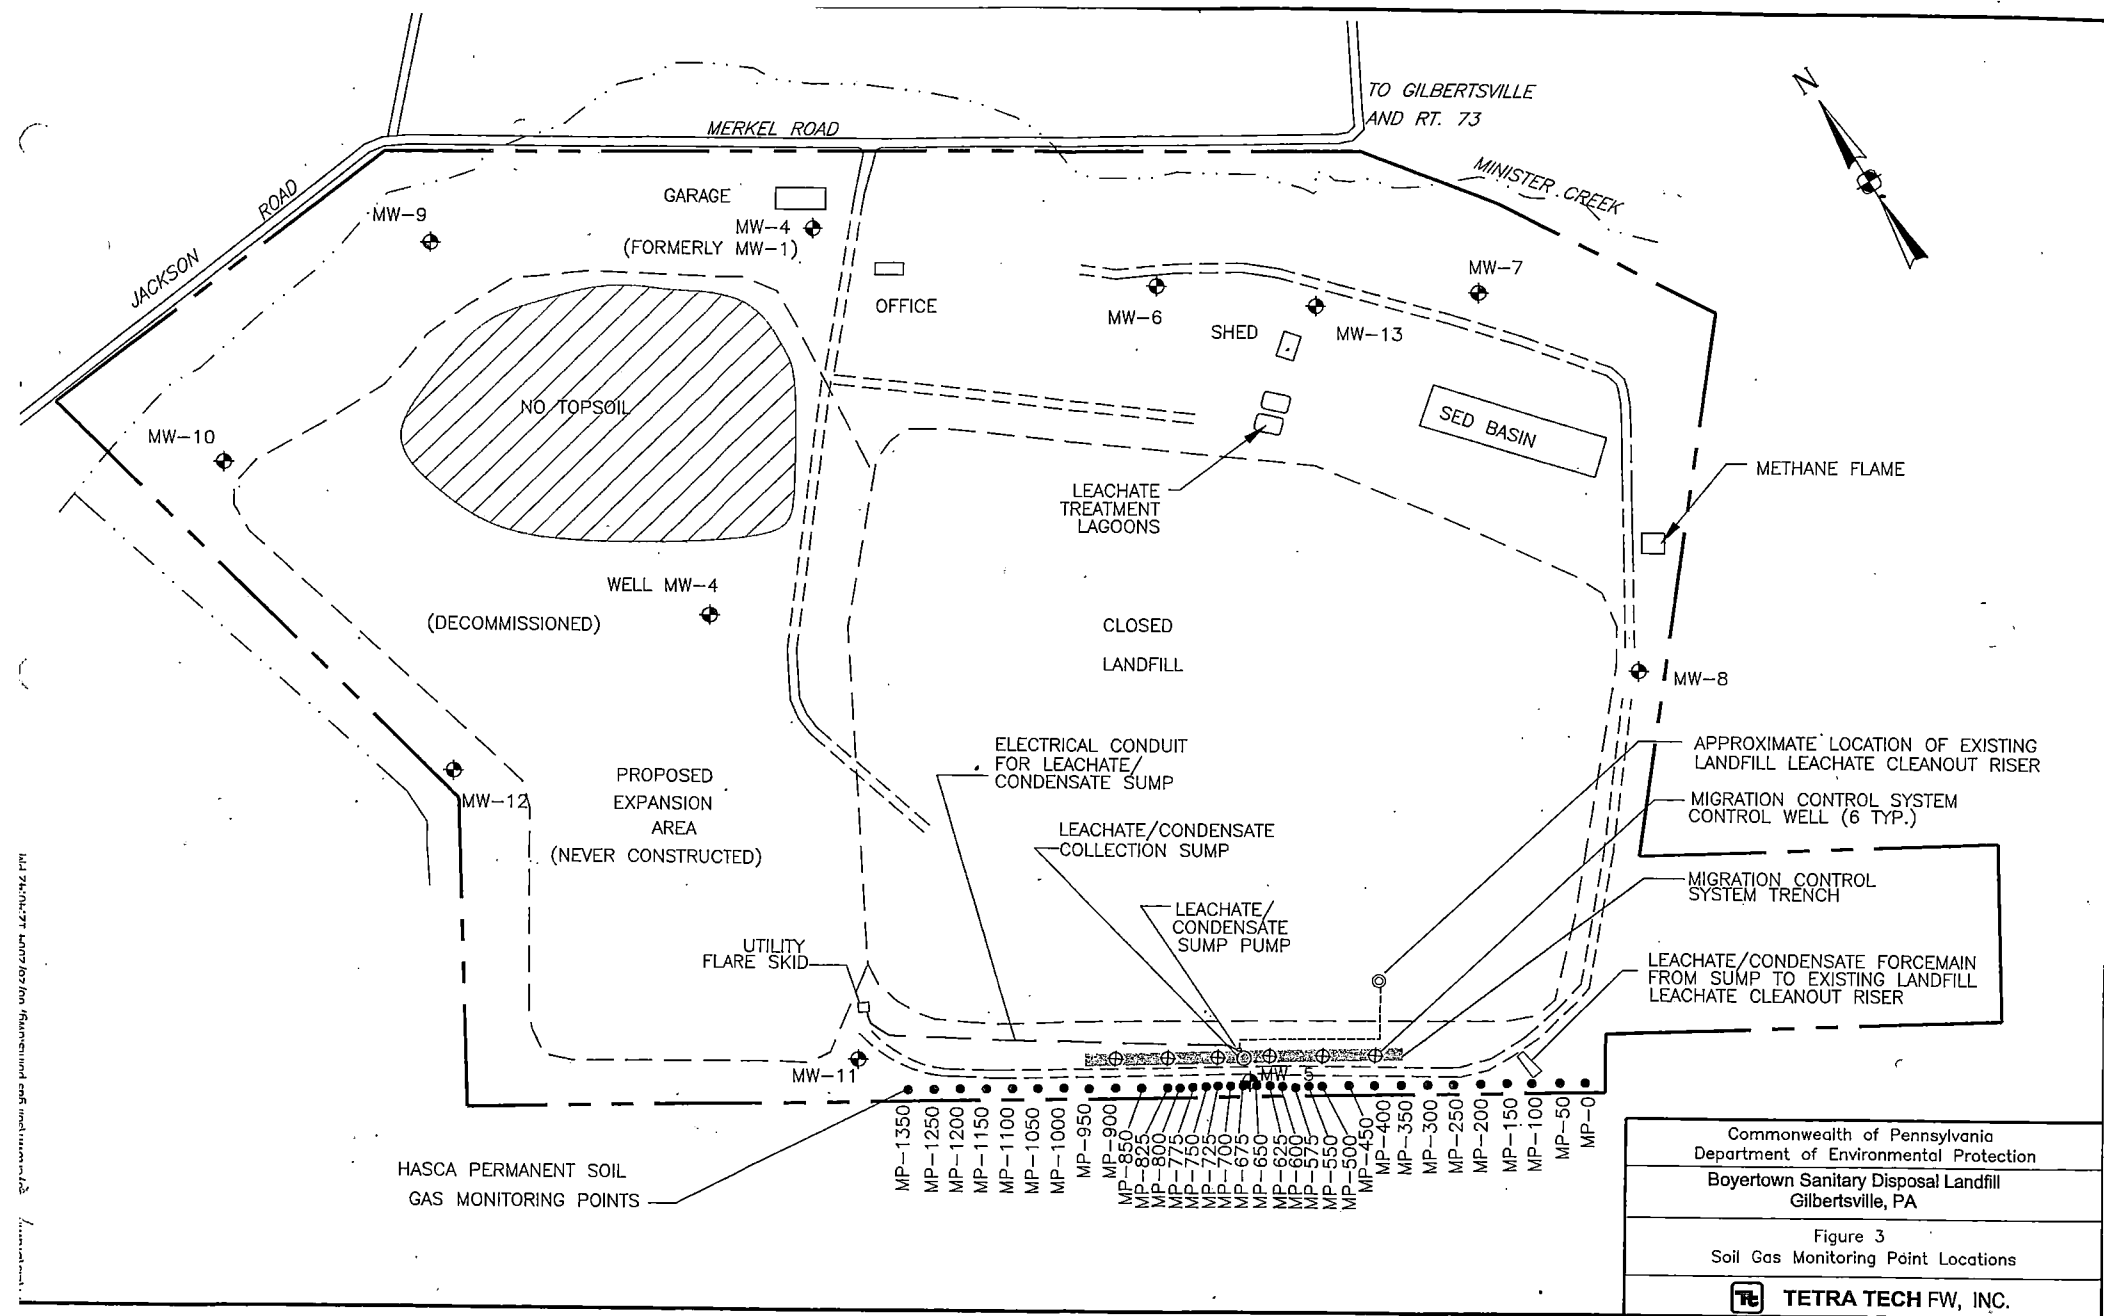 TO GILBERTSVILLE
AND RT. 73
N
MERKEL ROAD
MINISTER CREEK
JACKSON ROAD
GARAGE
MW-9
MW-4
(FORMERLY MW-1)
OFFICE
MW-7
MW-6
SHED
MW-13
NO TOPSOIL
SED BASIN
MW-10
METHANE FLAME
LEACHATE
TREATMENT
LAGOONS
WELL MW-4
(DECOMMISSIONED)
CLOSED
LANDFILL
MW-8
ELECTRICAL CONDUIT
FOR LEACHATE/
CONDENSATE SUMP
APPROXIMATE LOCATION OF EXISTING
LANDFILL LEACHATE CLEANOUT RISER
PROPOSED
EXPANSION
AREA
(NEVER CONSTRUCTED)
MW-12
MIGRATION CONTROL SYSTEM
CONTROL WELL (6 TYP.)
LEACHATE/CONDENSATE
COLLECTION SUMP
MIGRATION CONTROL
SYSTEM TRENCH
LEACHATE/
CONDENSATE
SUMP PUMP
UTILITY
FLARE SKID
LEACHATE/CONDENSATE FORCEMAIN
FROM SUMP TO EXISTING LANDFILL
LEACHATE CLEANOUT RISER
MW-11
MW-5
MP-1350
MP-1250
MP-1200
MP-1150
MP-1100
MP-1050
MP-1000
MP-950
MP-900
MP-850
MP-825
MP-800
MP-775
MP-750
MP-725
MP-700
MP-675
MP-650
MP-625
MP-600
MP-575
MP-550
MP-500
MP-450
MP-400
MP-350
MP-300
MP-250
MP-200
MP-150
MP-100
MP-50
MP-0
HASCA PERMANENT SOIL
GAS MONITORING POINTS
Commonwealth of Pennsylvania
Department of Environmental Protection
Boyertown Sanitary Disposal Landfill
Gilbertsville, PA
Figure 3
Soil Gas Monitoring Point Locations
Tt TETRA TECH FW, INC.